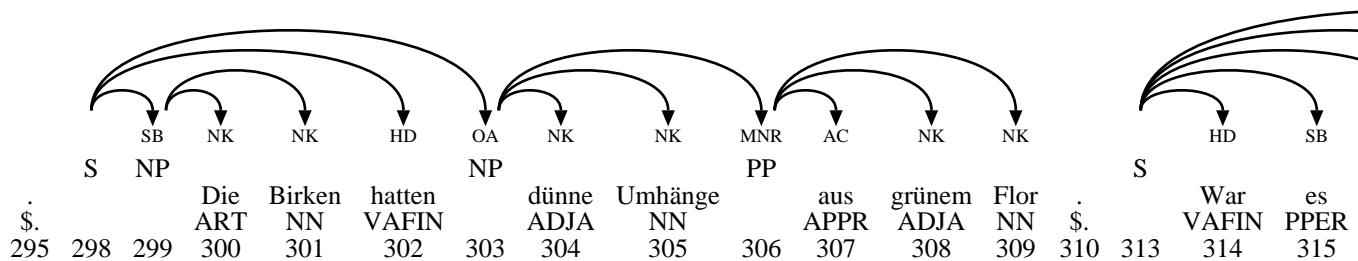 SB NK NK HD OA NK NK MNR AC NK NK HD SB
S NP NP PP S
. Die Birken hatten dünne Umhänge aus grünem Flor . War es
$. ART NN VAFIN ADJA NN APPR ADJA NN $. VAFIN PPER
295 298 299 300 301 302 303 304 305 306 307 308 309 310 313 314 315